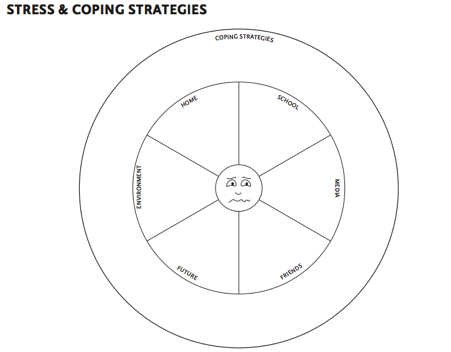 STRESS & COPING STRATEGIES
COPING STRATEGIES
HOME
SCHOOL
ENVIRONMENT
MEDIA
FUTURE
FRIENDS